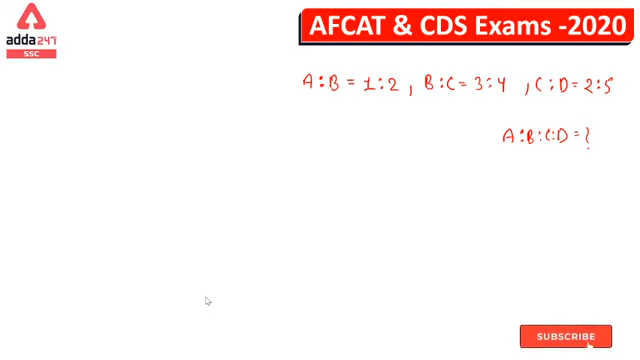 AFCAT & CDS Exams -2020
adda247
SSC
A:B = 1:2, B:C = 3:4, C:D = 2:5
A:B:C:D = ?
SUBSCRIBE